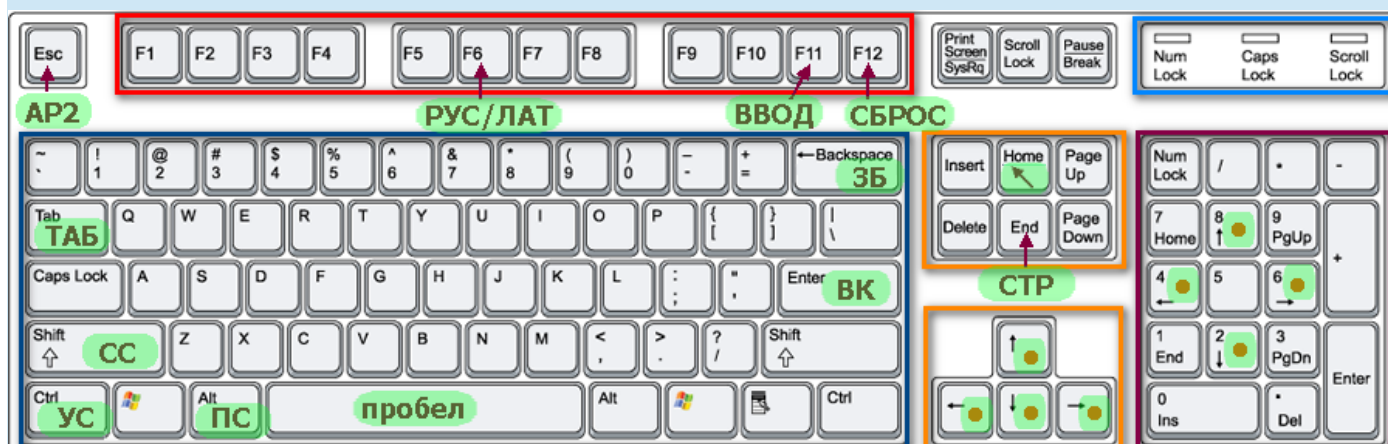 Esc F1 F2 F3 F4 F5 F6 F7 F8 F9 F10 F11 F12 Print Screen SysRq Scroll Lock Pause Break Num Lock Caps Lock Scroll Lock
АР2 РУС/ЛАТ ВВОД СБРОС
~ ` ! 1 @ 2 # 3 $ 4 % 5 ^ 6 & 7 * 8 ( 9 ) 0 – - + = ←Backspace ЗБ Insert Home ↖ Page Up Num Lock / * -
Tab ТАБ Q W E R T Y U I O P { [ } ] | \ Delete End Page Down 7 Home 8 ↑ 9 PgUp +
Caps Lock A S D F G H J K L : ; " ' Enter ВК СТР 4 ← 5 6 →
Shift ⇧ СС Z X C V B N M < , > . ? / Shift ⇧ ↑ 1 End 2 ↓ 3 PgDn Enter
Ctrl УС Alt ПС пробел Alt Ctrl ← ↓ → 0 Ins . Del